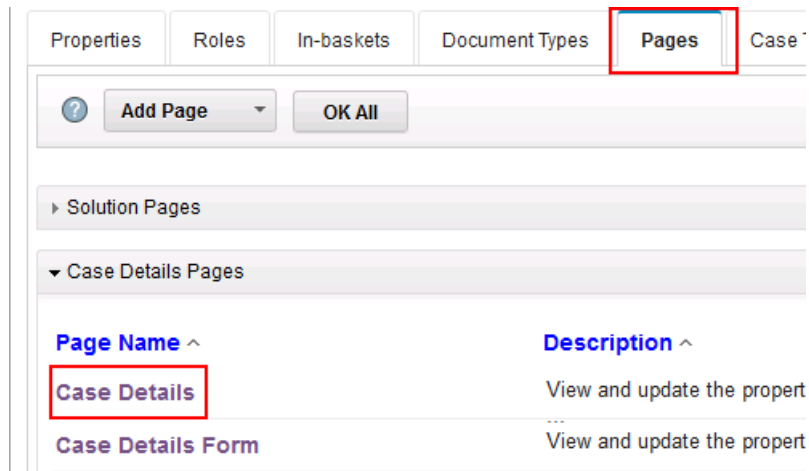 Properties Roles In-baskets Document Types Pages Case
? Add Page OK All
Solution Pages
Case Details Pages
Page Name Description
Case Details View and update the propert
...
Case Details Form View and update the propert